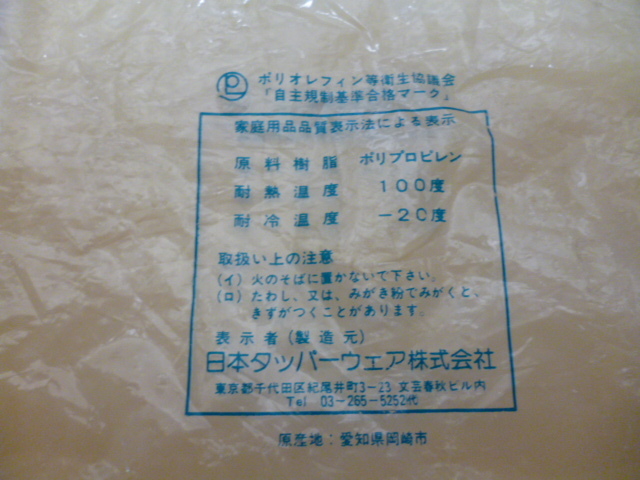 PL ポリオレフィン等衛生協議会
「自主規制基準合格マーク」
家庭用品品質表示法による表示
原料樹脂 ポリプロピレン
耐熱温度 100度
耐冷温度 −20度
取扱い上の注意
(イ) 火のそばに置かないで下さい。
(ロ) たわし、又は、みがき粉でみがくと、
きずがつくことがあります。
表示者(製造元)
日本タッパーウェア株式会社
東京都千代田区紀尾井町3−23 文芸春秋ビル内
Tel 03−265−5252代
原産地:愛知県岡崎市